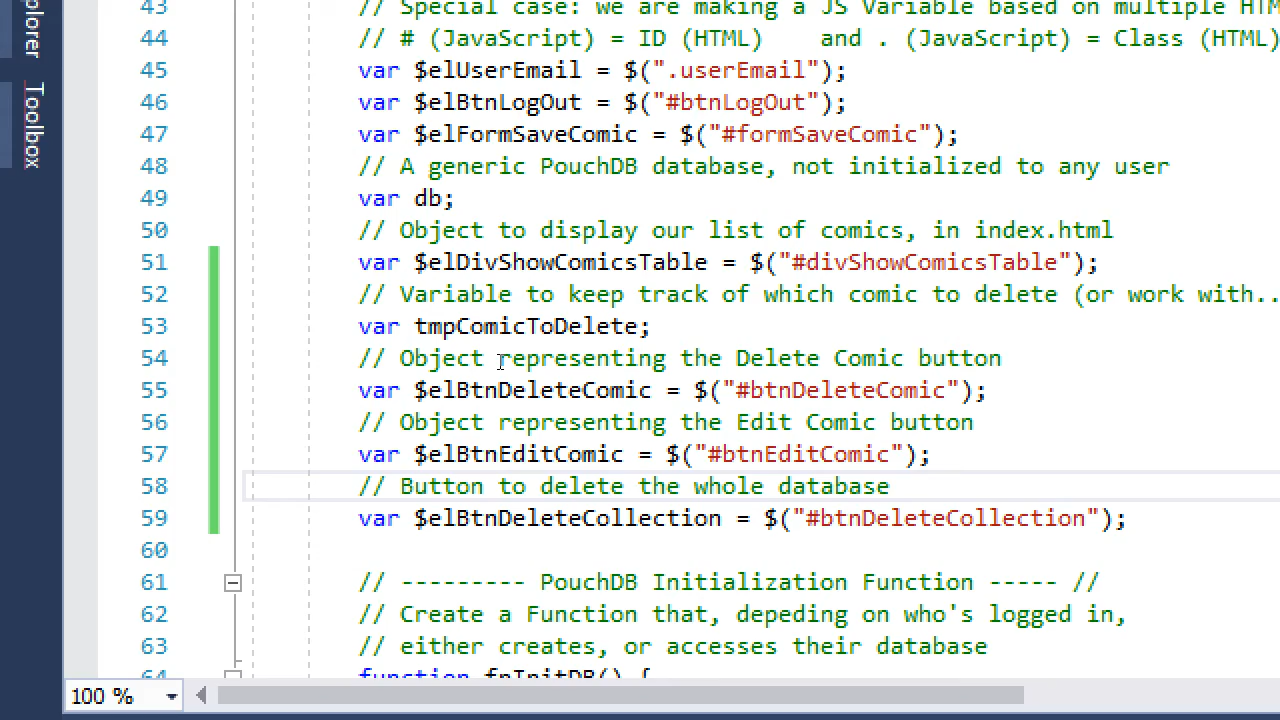 plorer
Toolbox
43 // Special case: we are making a JS Variable based on multiple HTM
44 // # (JavaScript) = ID (HTML)    and . (JavaScript) = Class (HTML)
45 var $elUserEmail = $(".userEmail");
46 var $elBtnLogOut = $("#btnLogOut");
47 var $elFormSaveComic = $("#formSaveComic");
48 // A generic PouchDB database, not initialized to any user
49 var db;
50 // Object to display our list of comics, in index.html
51 var $elDivShowComicsTable = $("#divShowComicsTable");
52 // Variable to keep track of which comic to delete (or work with..
53 var tmpComicToDelete;
54 // Object representing the Delete Comic button
55 var $elBtnDeleteComic = $("#btnDeleteComic");
56 // Object representing the Edit Comic button
57 var $elBtnEditComic = $("#btnEditComic");
58 // Button to delete the whole database
59 var $elBtnDeleteCollection = $("#btnDeleteCollection");
60
61 // --------- PouchDB Initialization Function ----- //
62 // Create a Function that, depeding on who's logged in,
63 // either creates, or accesses their database
64 function fnInitDB() {
100 %